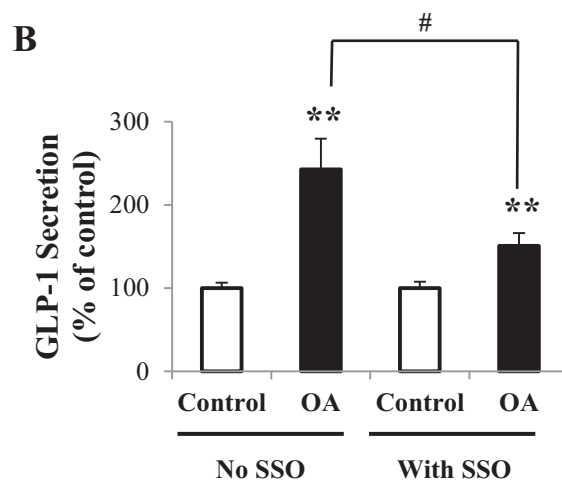 B
#
GLP-1 Secretion
(% of control)
300
200
100
0
**
**
Control OA Control OA
No SSO With SSO